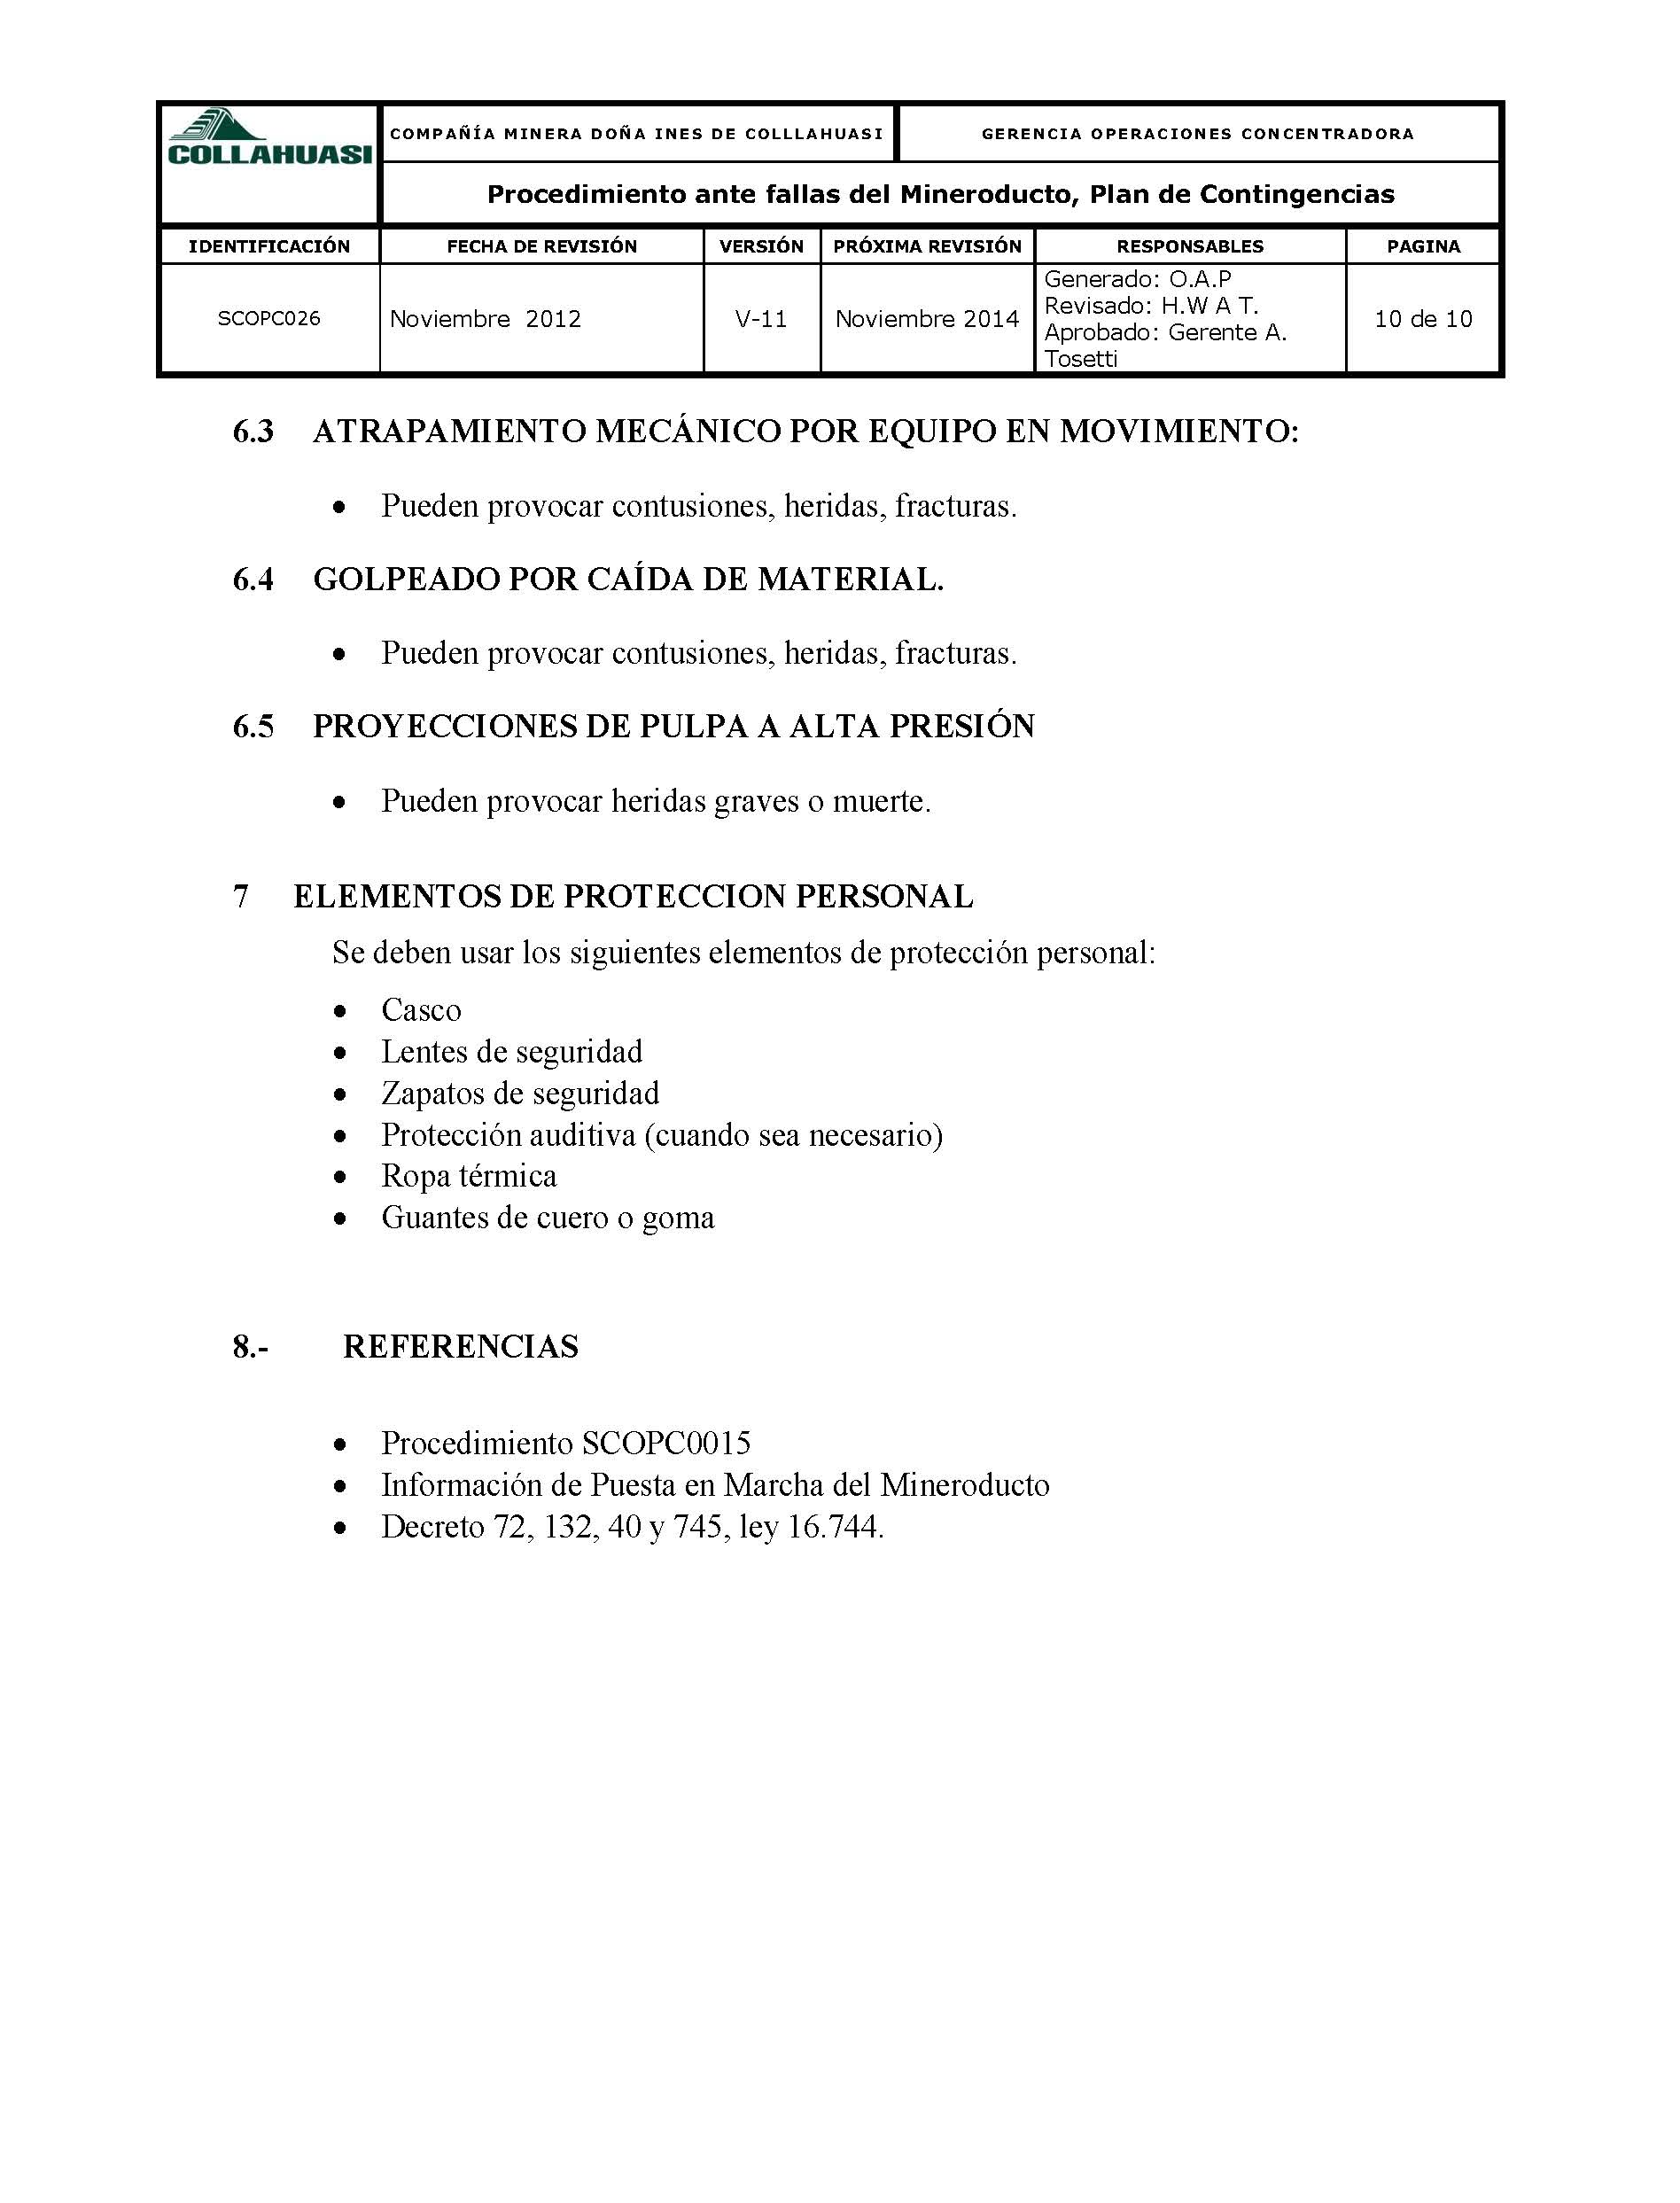 COLLAHUASI
COMPAÑÍA MINERA DOÑA INES DE COLLLAHUASI
GERENCIA OPERACIONES CONCENTRADORA
Procedimiento ante fallas del Mineroducto, Plan de Contingencias
IDENTIFICACIÓN FECHA DE REVISIÓN VERSIÓN PRÓXIMA REVISIÓN RESPONSABLES PAGINA
SCOPC026 Noviembre 2012 V-11 Noviembre 2014
Generado: O.A.P
Revisado: H.W A T.
Aprobado: Gerente A.
Tosetti
10 de 10
6.3 ATRAPAMIENTO MECÁNICO POR EQUIPO EN MOVIMIENTO:
• Pueden provocar contusiones, heridas, fracturas.
6.4 GOLPEADO POR CAÍDA DE MATERIAL.
• Pueden provocar contusiones, heridas, fracturas.
6.5 PROYECCIONES DE PULPA A ALTA PRESIÓN
• Pueden provocar heridas graves o muerte.
7 ELEMENTOS DE PROTECCION PERSONAL
Se deben usar los siguientes elementos de protección personal:
• Casco
• Lentes de seguridad
• Zapatos de seguridad
• Protección auditiva (cuando sea necesario)
• Ropa térmica
• Guantes de cuero o goma
8.- REFERENCIAS
• Procedimiento SCOPC0015
• Información de Puesta en Marcha del Mineroducto
• Decreto 72, 132, 40 y 745, ley 16.744.